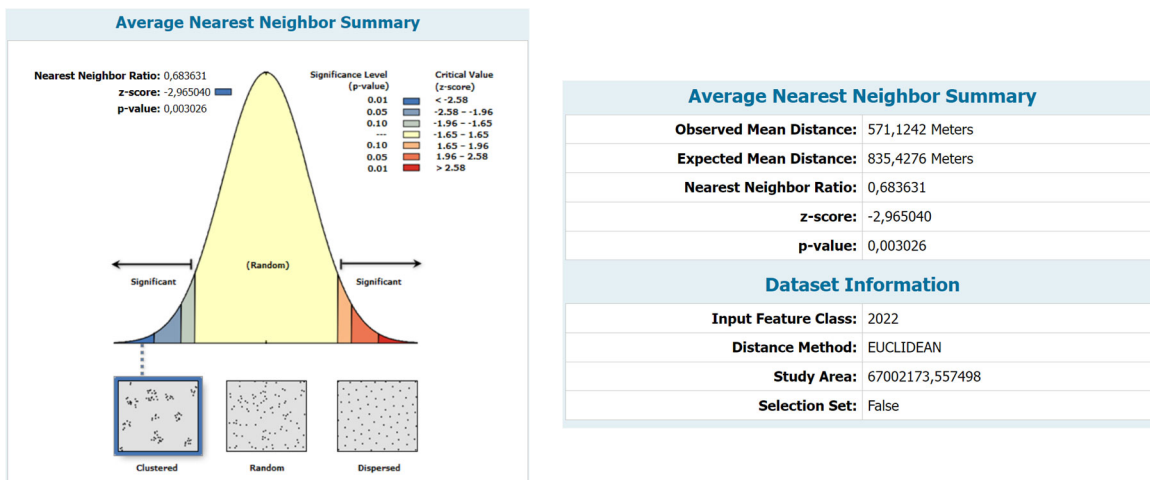 Average Nearest Neighbor Summary
Nearest Neighbor Ratio: 0,683631
z-score: -2,965040
p-value: 0,003026
Significance Level
(p-value)
Critical Value
(z-score)
0.01 < -2.58
0.05 -2.58 – -1.96
0.10 -1.96 – -1.65
--- -1.65 – 1.65
0.10 1.65 – 1.96
0.05 1.96 – 2.58
0.01 > 2.58
(Random)
Significant
Significant
Clustered
Random
Dispersed
Average Nearest Neighbor Summary
Observed Mean Distance: 571,1242 Meters
Expected Mean Distance: 835,4276 Meters
Nearest Neighbor Ratio: 0,683631
z-score: -2,965040
p-value: 0,003026
Dataset Information
Input Feature Class: 2022
Distance Method: EUCLIDEAN
Study Area: 67002173,557498
Selection Set: False